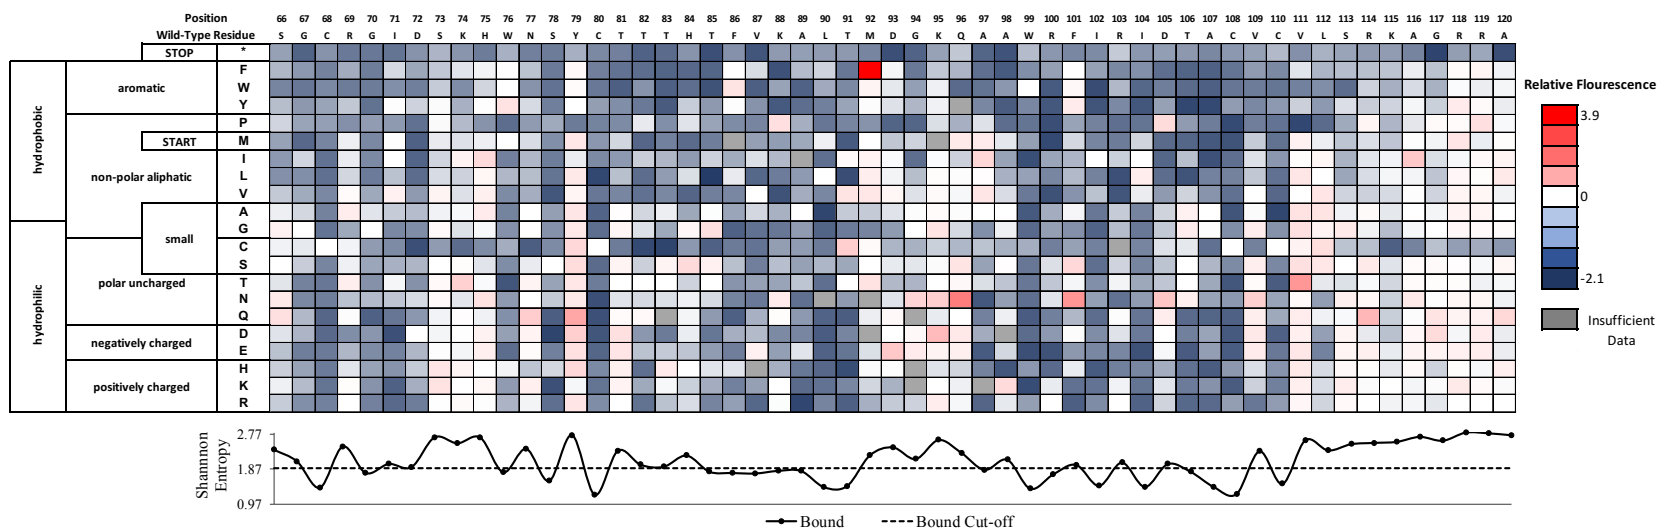 Position 66 67 68 69 70 71 72 73 74 75 76 77 78 79 80 81 82 83 84 85 86 87 88 89 90 91 92 93 94 95 96 97 98 99 100 101 102 103 104 105 106 107 108 109 110 111 112 113 114 115 116 117 118 119 120
Wild-Type Residue S G C R G I D S K H W N S Y C T T T H T F V K A L T M D G K Q A A W R F I R I D T A C V C V L S R K A G R R A
STOP *
hydrophobic
aromatic
F
W
Y
non-polar aliphatic
P
START M
I
L
V
small
A
G
hydrophilic
polar uncharged
C
S
T
N
Q
negatively charged
D
E
positively charged
H
K
R
Relative Flourescence
3.9
0
-2.1
Insufficient
Data
Shannnon
Entropy
2.77
1.87
0.97
Bound
Bound Cut-off